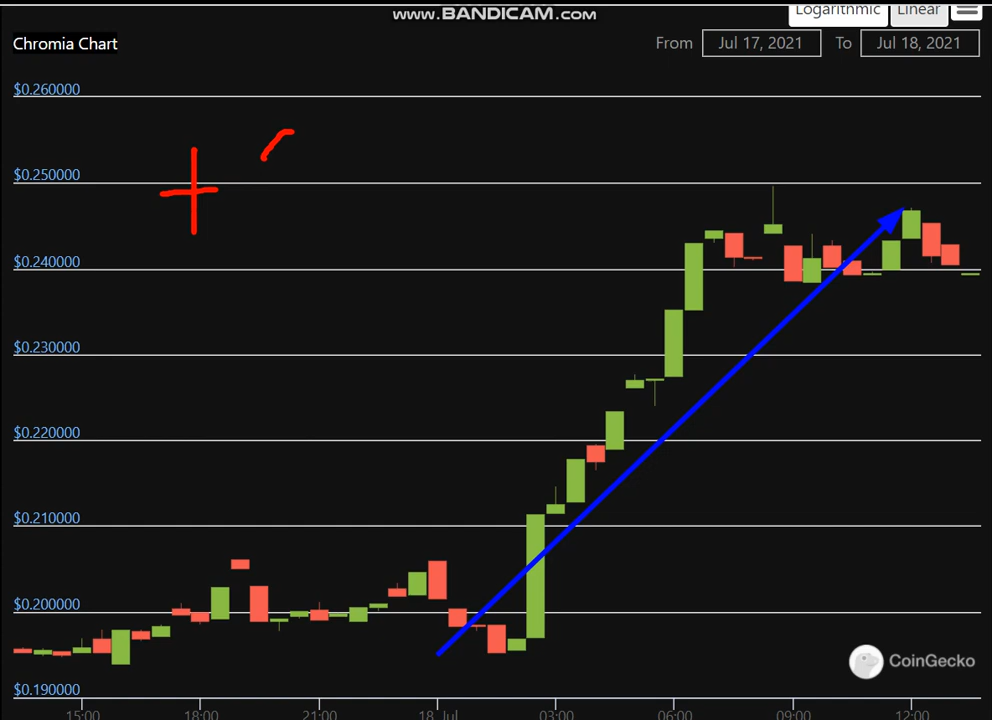 www.BANDICAM.com
Logarithmic Linear
Chromia Chart
From Jul 17, 2021 To Jul 18, 2021
$0.260000
$0.250000
$0.240000
$0.230000
$0.220000
$0.210000
$0.200000
$0.190000
CoinGecko
15:00 18:00 21:00 18 Jul 03:00 06:00 09:00 12:00